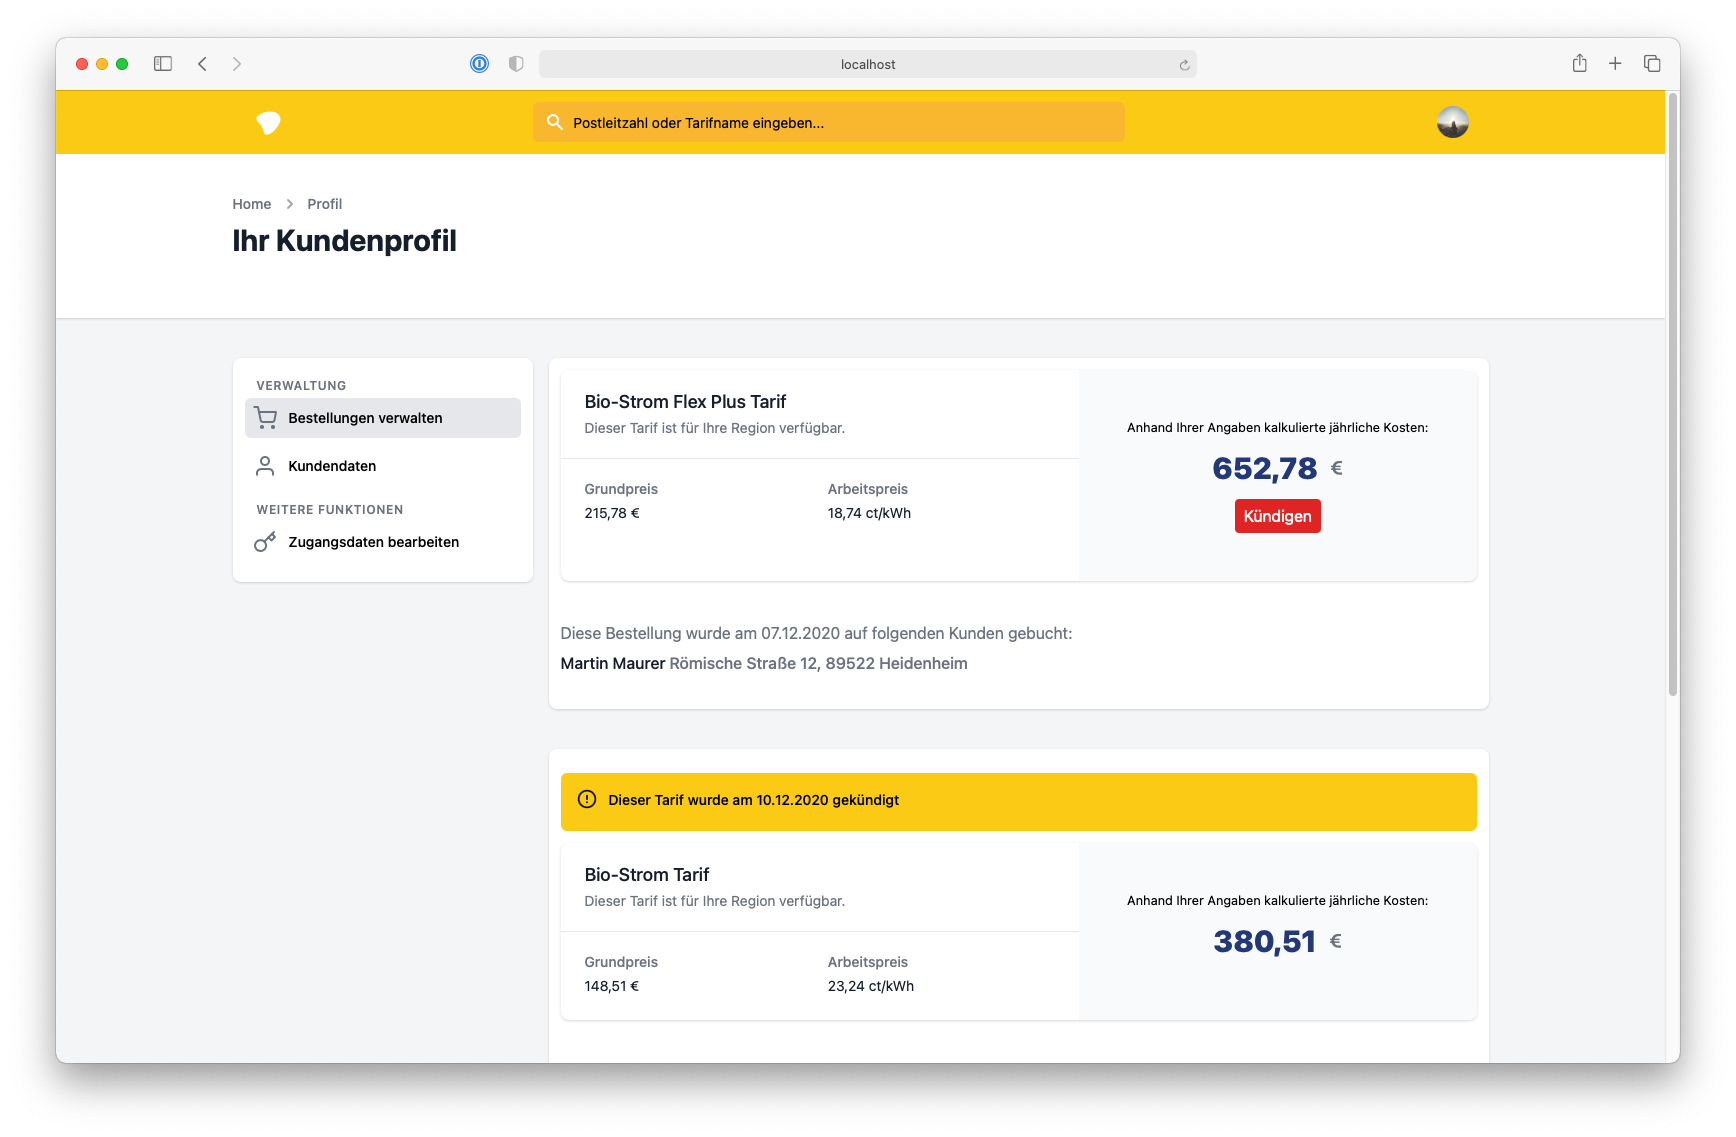 localhost
Postleitzahl oder Tarifname eingeben...
Home Profil
Ihr Kundenprofil
VERWALTUNG
Bestellungen verwalten
Kundendaten
WEITERE FUNKTIONEN
Zugangsdaten bearbeiten
Bio-Strom Flex Plus Tarif
Dieser Tarif ist für Ihre Region verfügbar.
Grundpreis Arbeitspreis
215,78 € 18,74 ct/kWh
Anhand Ihrer Angaben kalkulierte jährliche Kosten:
652,78 €
Kündigen
Diese Bestellung wurde am 07.12.2020 auf folgenden Kunden gebucht:
Martin Maurer Römische Straße 12, 89522 Heidenheim
Dieser Tarif wurde am 10.12.2020 gekündigt
Bio-Strom Tarif
Dieser Tarif ist für Ihre Region verfügbar.
Grundpreis Arbeitspreis
148,51 € 23,24 ct/kWh
Anhand Ihrer Angaben kalkulierte jährliche Kosten:
380,51 €